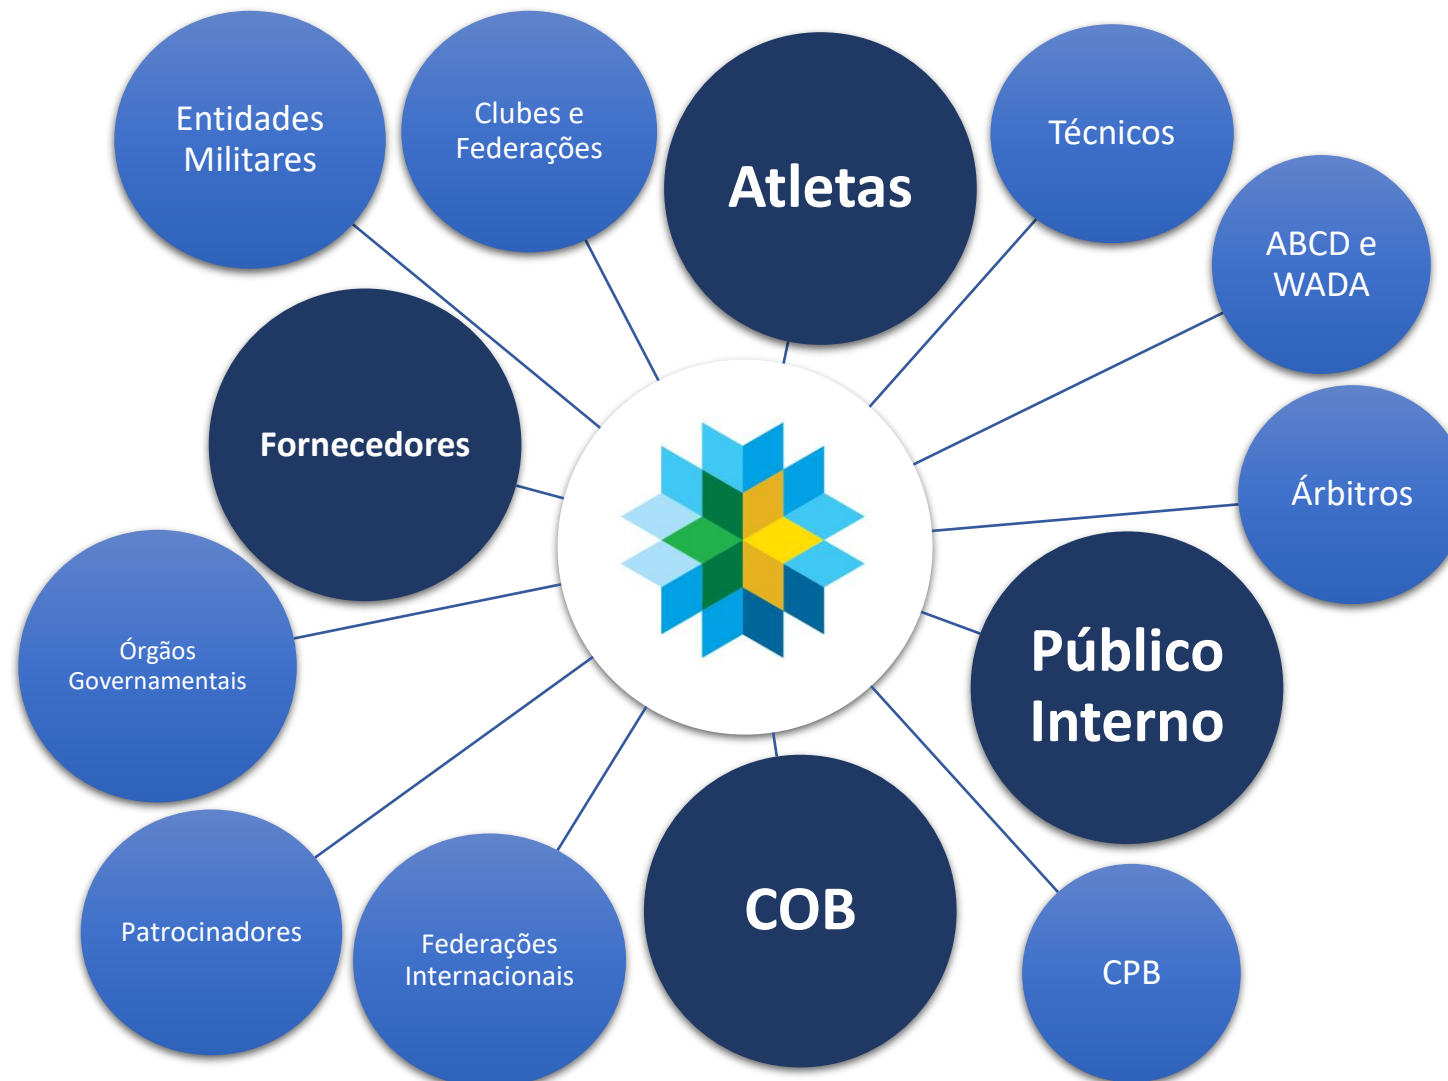 Entidades
Militares
Clubes e
Federações
Atletas
Técnicos
ABCD e
WADA
Fornecedores
Árbitros
Órgãos
Governamentais
Público
Interno
Patrocinadores
Federações
Internacionais
COB
CPB